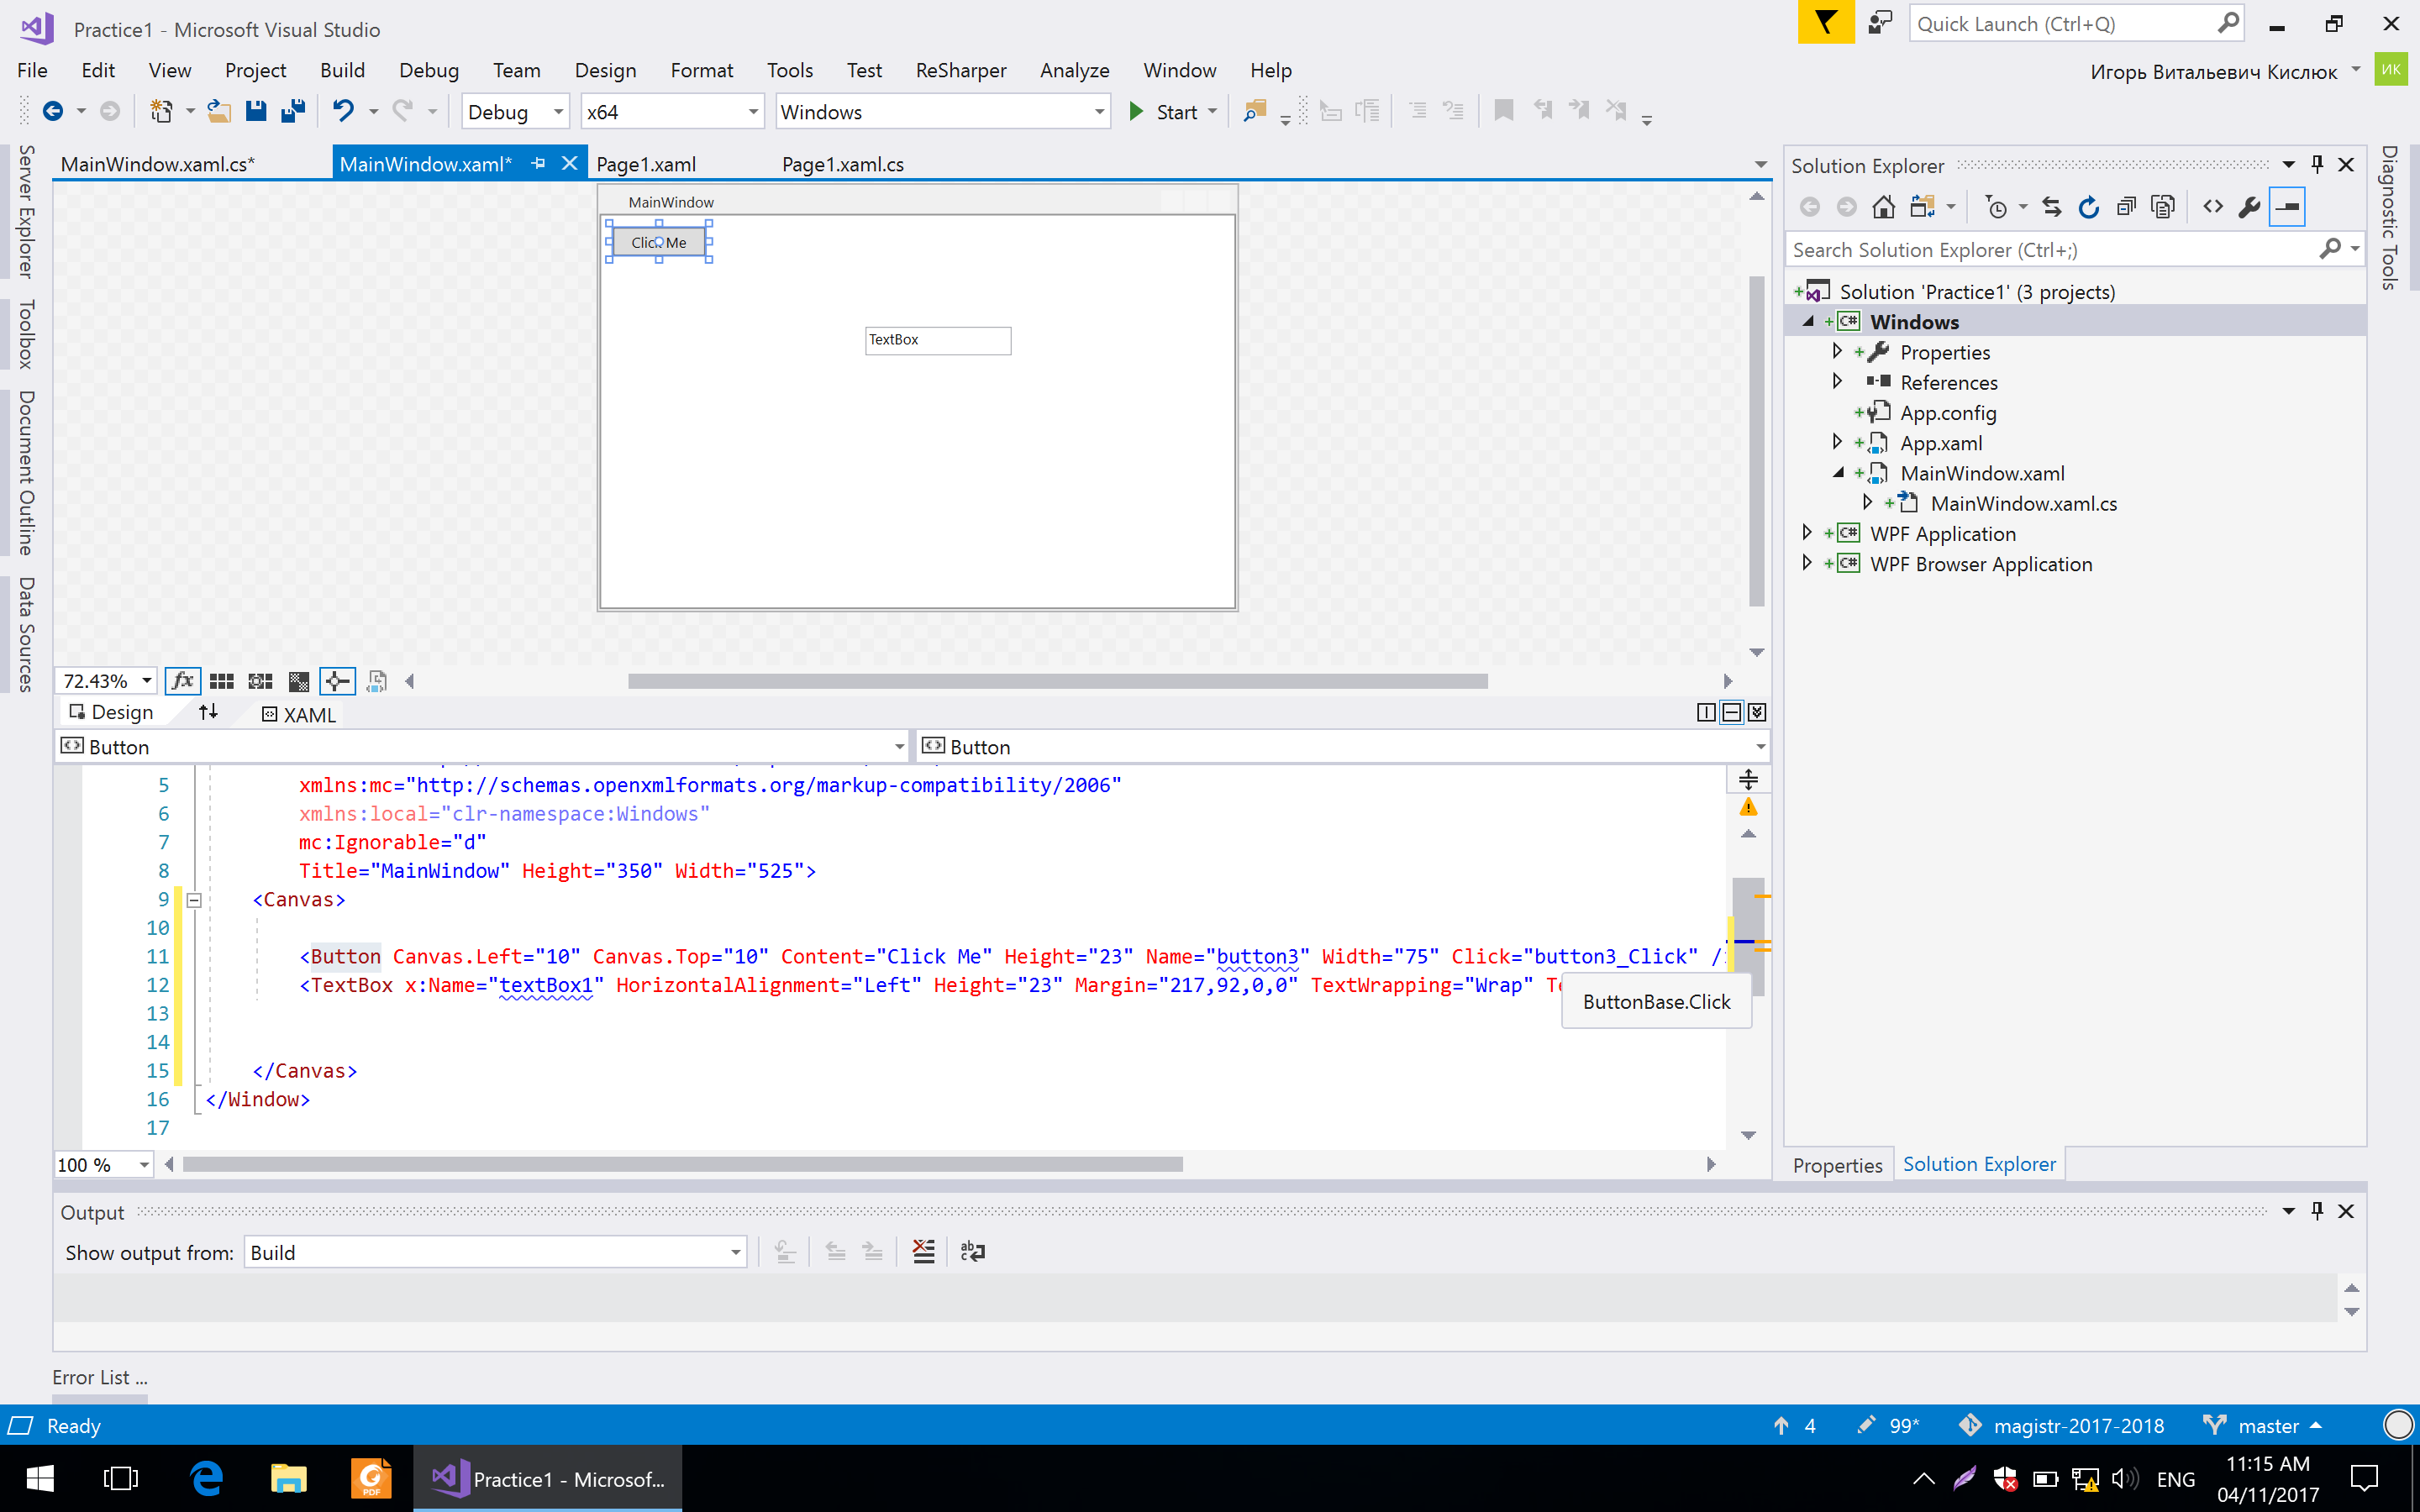 Practice1 - Microsoft Visual Studio
Quick Launch (Ctrl+Q)
File Edit View Project Build Debug Team Design Format Tools Test ReSharper Analyze Window Help
Игорь Витальевич Кислюк
ИК
Debug x64 Windows Start
Server Explorer
Toolbox
Document Outline
Data Sources
MainWindow.xaml.cs* MainWindow.xaml* Page1.xaml Page1.xaml.cs
MainWindow
Click Me
TextBox
72.43%
fx
Design XAML
Button Button
5 xmlns:mc="http://schemas.openxmlformats.org/markup-compatibility/2006"
6 xmlns:local="clr-namespace:Windows"
7 mc:Ignorable="d"
8 Title="MainWindow" Height="350" Width="525">
9 <Canvas>
10
11 <Button Canvas.Left="10" Canvas.Top="10" Content="Click Me" Height="23" Name="button3" Width="75" Click="button3_Click" /
12 <TextBox x:Name="textBox1" HorizontalAlignment="Left" Height="23" Margin="217,92,0,0" TextWrapping="Wrap"
ButtonBase.Click
13
14
15 </Canvas>
16 </Window>
17
100 %
Solution Explorer
Search Solution Explorer (Ctrl+;)
Solution 'Practice1' (3 projects)
C# Windows
Properties
References
App.config
App.xaml
MainWindow.xaml
MainWindow.xaml.cs
C# WPF Application
C# WPF Browser Application
Properties Solution Explorer
Diagnostic Tools
Output
Show output from: Build
Error List ...
Ready
4 99* magistr-2017-2018 master
PDF
Practice1 - Microsof...
ENG
11:15 AM
04/11/2017